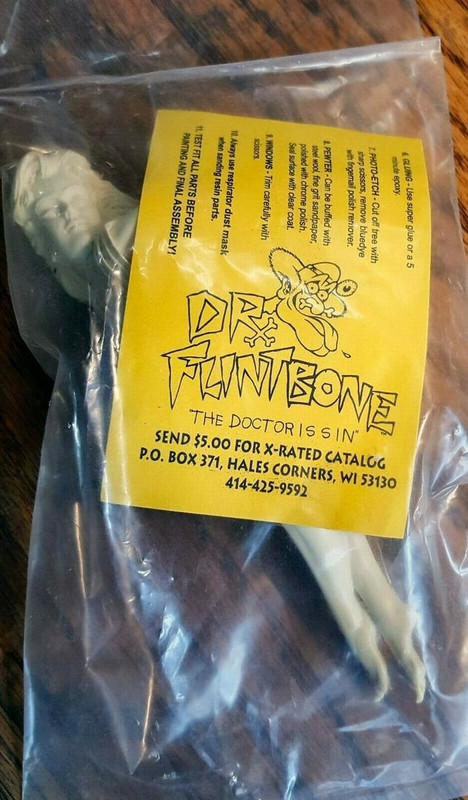 6. GLUING - Use super glue or a 5
minute epoxy.
7. PHOTO-ETCH - Cut off tree with
sharp scissors, remove bluedye
with fingernail polish remover.
8. PEWTER - Can be buffed with
steel wool, fine grit sandpaper,
polished with chrome polish.
Seal surface with clear coat.
9. WINDOWS - Trim carefully with
scissors.
10. Always use respirator dust mask
when sanding resin parts.
11. TEST FIT ALL PARTS BEFORE
PAINTING AND FINAL ASSEMBLY!
DR
FLINTBONE
"THE DOCTOR IS SIN"
SEND $5.00 FOR X-RATED CATALOG
P.O. BOX 371, HALES CORNERS, WI 53130
414-425-9592